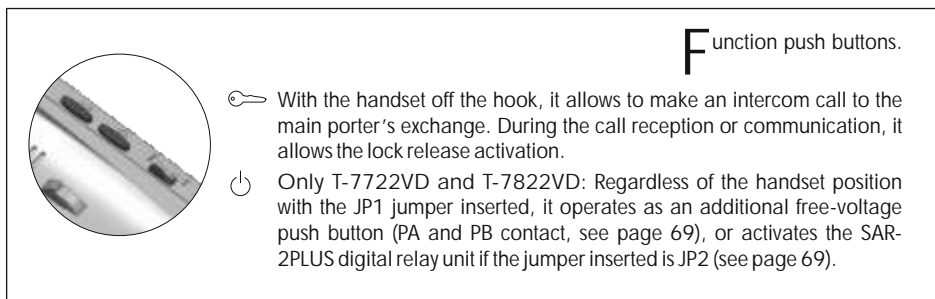 Function push buttons.
With the handset off the hook, it allows to make an intercom call to the
main porter's exchange. During the call reception or communication, it
allows the lock release activation.
Only T-7722VD and T-7822VD: Regardless of the handset position
with the JP1 jumper inserted, it operates as an additional free-voltage
push button (PA and PB contact, see page 69), or activates the SAR-
2PLUS digital relay unit if the jumper inserted is JP2 (see page 69).